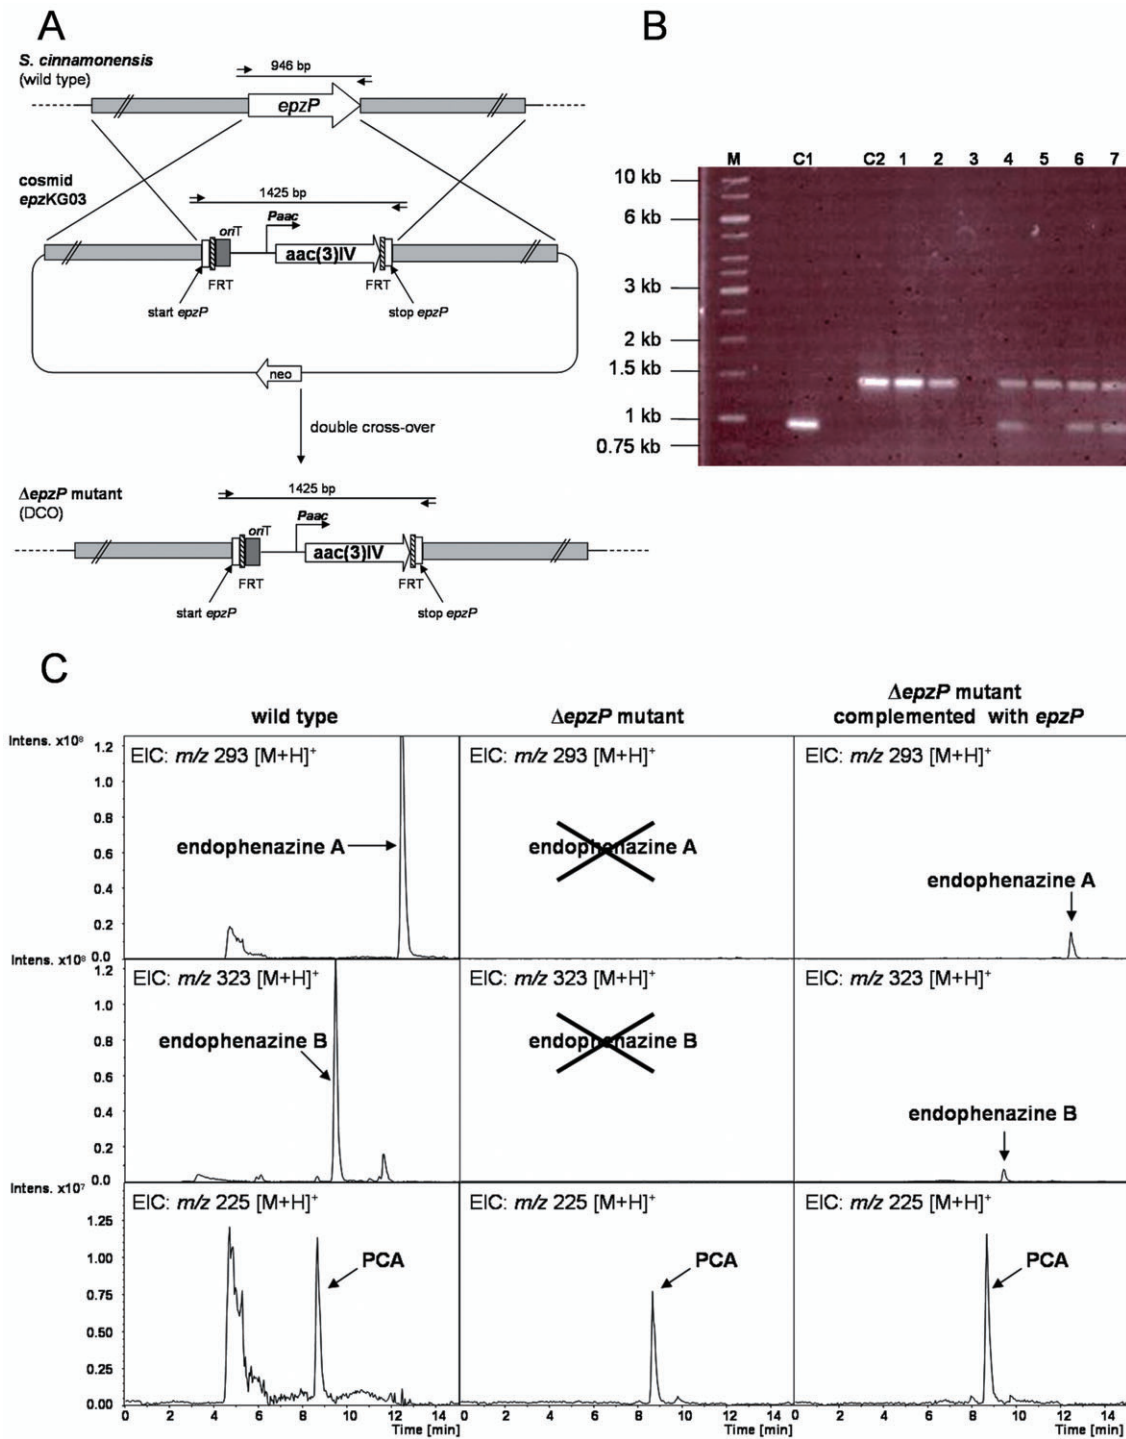 A
S. cinnamonensis
(wild type)
946 bp
epzP
cosmid
epzKG03
1425 bp
Paac
oriT
aac(3)IV
FRT
FRT
start epzP
stop epzP
neo
double cross-over
ΔepzP mutant
(DCO)
1425 bp
Paac
oriT
aac(3)IV
FRT
FRT
start epzP
stop epzP
B
M C1 C2 1 2 3 4 5 6 7
10 kb
6 kb
3 kb
2 kb
1.5 kb
1 kb
0.75 kb
C
wild type
ΔepzP mutant
ΔepzP mutant
complemented with epzP
Intens. x10⁸
1.2
1.0
0.8
0.6
0.4
0.2
0.0
EIC: m/z 293 [M+H]⁺
endophenazine A
EIC: m/z 293 [M+H]⁺
endophenazine A
EIC: m/z 293 [M+H]⁺
endophenazine A
Intens. x10⁸
1.2
1.0
0.8
0.6
0.4
0.2
0.0
EIC: m/z 323 [M+H]⁺
endophenazine B
EIC: m/z 323 [M+H]⁺
endophenazine B
EIC: m/z 323 [M+H]⁺
endophenazine B
Intens. x10⁷
1.25
1.00
0.75
0.50
0.25
0.00
EIC: m/z 225 [M+H]⁺
PCA
EIC: m/z 225 [M+H]⁺
PCA
EIC: m/z 225 [M+H]⁺
PCA
0 2 4 6 8 10 12 14
Time [min]
0 2 4 6 8 10 12 14
Time [min]
0 2 4 6 8 10 12 14
Time [min]